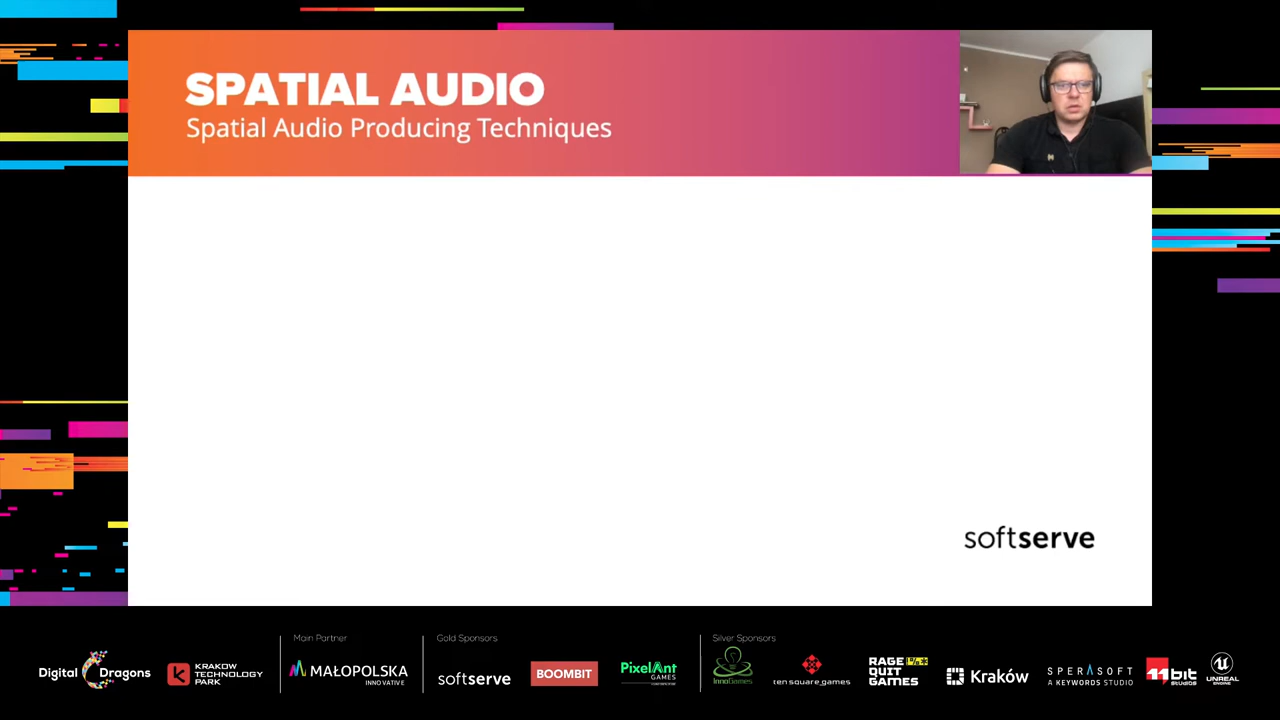 SPATIAL AUDIO
Spatial Audio Producing Techniques
softserve
Main Partner
Gold Sponsors
Silver Sponsors
Digital Dragons
KRAKOW
TECHNOLOGY
PARK
MAŁOPOLSKA
INNOVATIVE
softserve
BOOMBIT
PixelAnt
GAMES
InnoGames
ten square games
RAGE
QUIT
GAMES
Kraków
SPERASOFT
A KEYWORDS STUDIO
11bit
STUDIOS
UNREAL
ENGINE